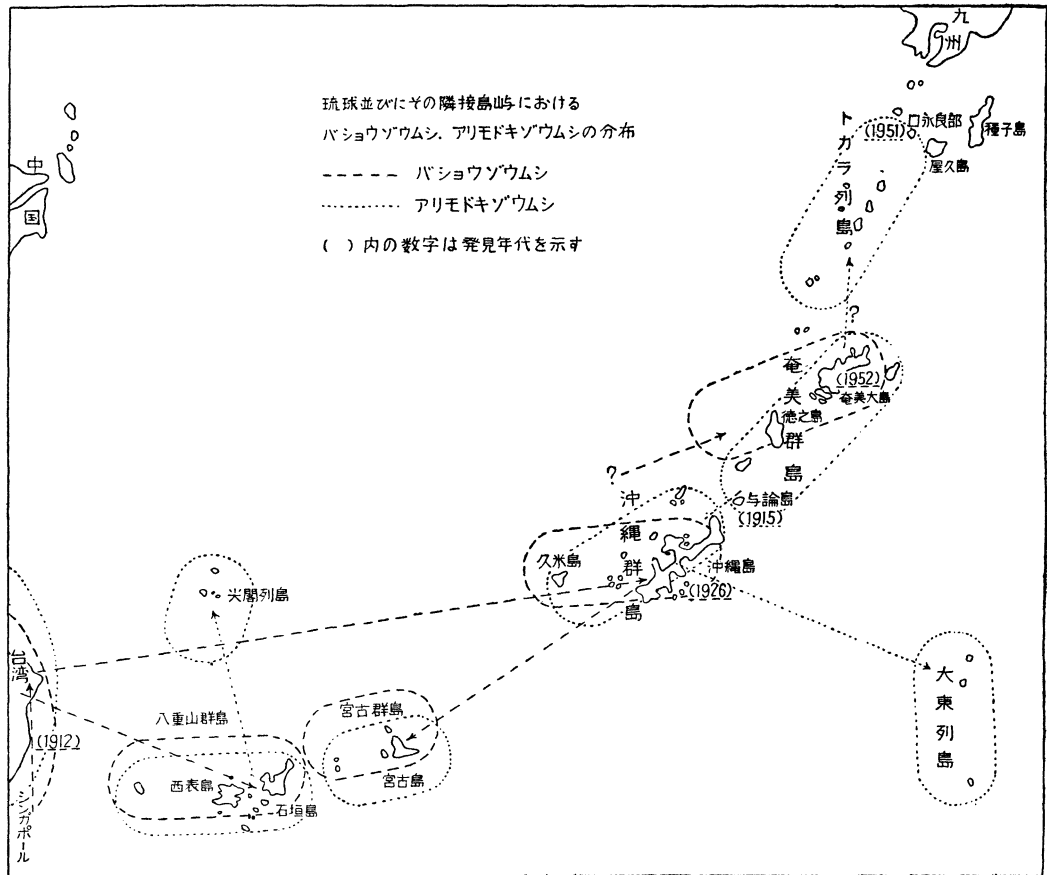 琉球並びにその隣接島峅における
バショウゾウムシ、アリモドキゾウムシの分布
バショウゾウムシ
アリモドキゾウムシ
( )内の数字は発見年代を示す
九州
中国
口永良部
種子島
屋久島
(1951)
トガラ列島
?
奄美群島
(1952)
奄美大島
徳之島
?
与論島
(1915)
沖縄群島
久米島
沖縄島
(1926)
尖閣列島
台湾
(1912)
シンガポール
八重山群島
西表島
石垣島
宮古群島
宮古島
大東列島